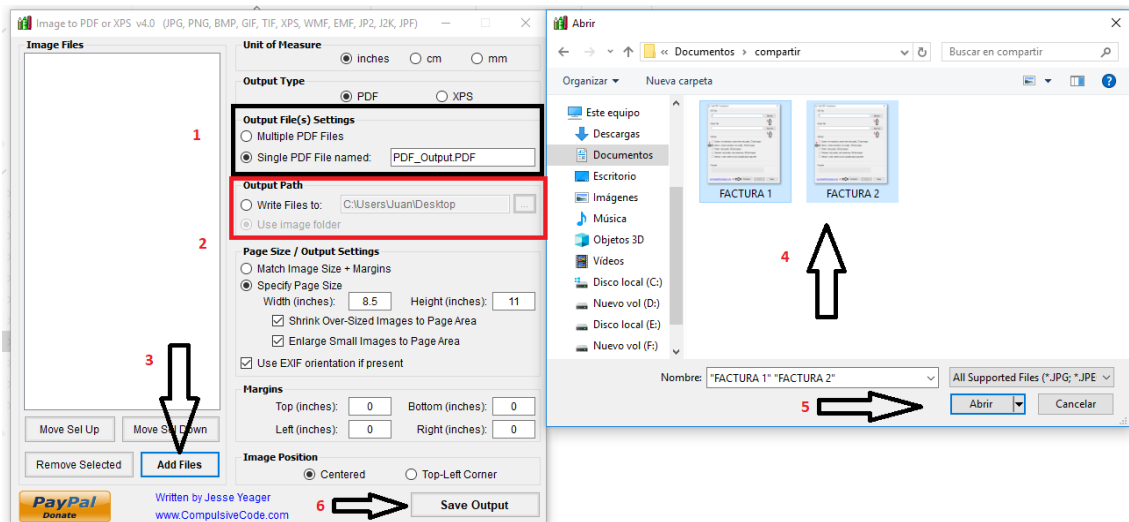 Image to PDF or XPS v4.0 (JPG, PNG, BMP, GIF, TIF, XPS, WMF, EMF, JP2, J2K, JPF)
Image Files
Move Sel Up
Move Sel Down
Remove Selected
Add Files
PayPal
Donate
Written by Jesse Yeager
www.CompulsiveCode.com
Unit of Measure
inches
cm
mm
Output Type
PDF
XPS
1
Output File(s) Settings
Multiple PDF Files
Single PDF File named: PDF_Output.PDF
2
Output Path
Write Files to: C:\Users\Juan\Desktop ...
Use image folder
Page Size / Output Settings
Match Image Size + Margins
Specify Page Size
Width (inches): 8.5 Height (inches): 11
Shrink Over-Sized Images to Page Area
Enlarge Small Images to Page Area
Use EXIF orientation if present
3
Margins
Top (inches): 0 Bottom (inches): 0
Left (inches): 0 Right (inches): 0
Image Position
Centered
Top-Left Corner
6
Save Output
Abrir
« Documentos › compartir
Buscar en compartir
Organizar
Nueva carpeta
Este equipo
Descargas
Documentos
Escritorio
Imágenes
Música
Objetos 3D
Vídeos
Disco local (C:)
Nuevo vol (D:)
Disco local (E:)
Nuevo vol (F:)
FACTURA 1
FACTURA 2
4
Nombre: "FACTURA 1" "FACTURA 2"
All Supported Files (*.JPG; *.JPE
5
Abrir
Cancelar